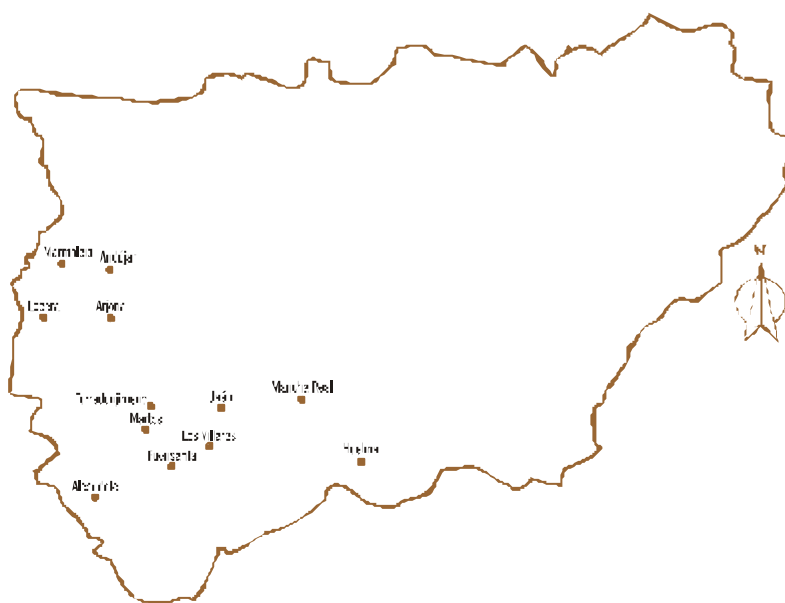 N
Marmolejo
Andújar
Lopera
Arjona
Mancha Real
Jaén
Torredonjimeno
Martos
Los Villares
Fuensanta
Huelma